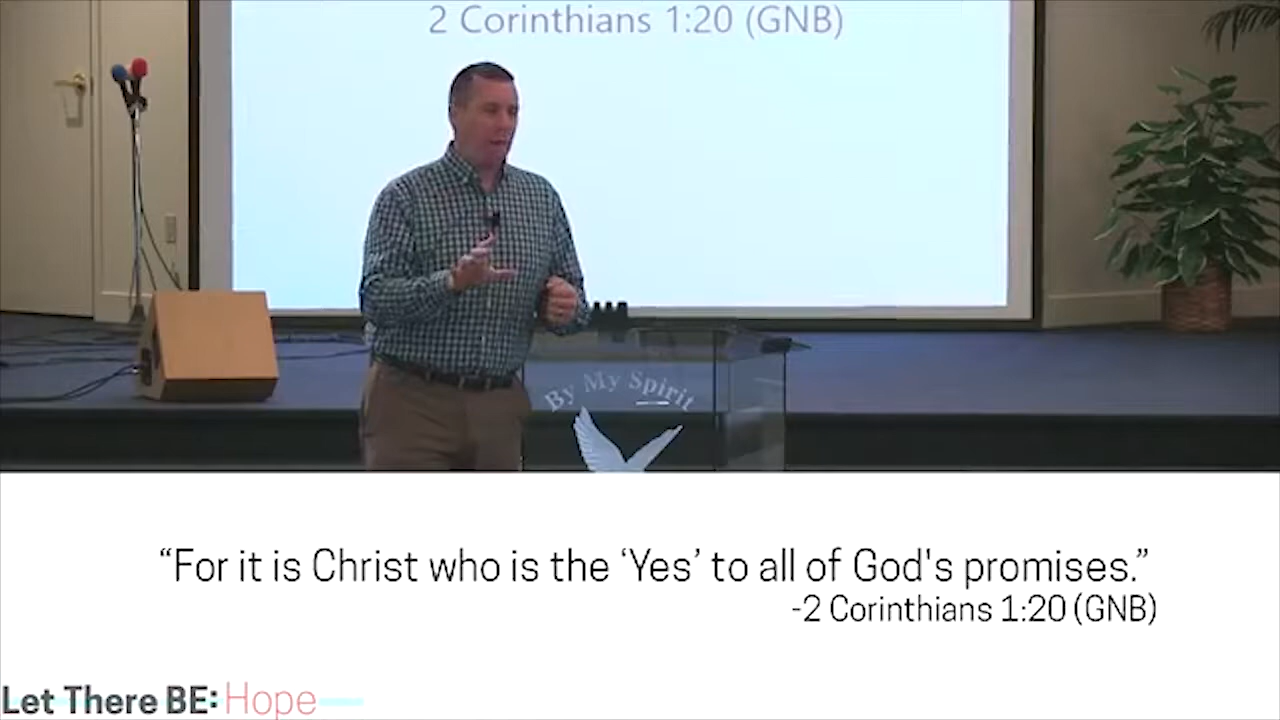 2 Corinthians 1:20 (GNB)
By My Spirit
“For it is Christ who is the ‘Yes’ to all of God's promises.”
-2 Corinthians 1:20 (GNB)
Let There BE: Hope